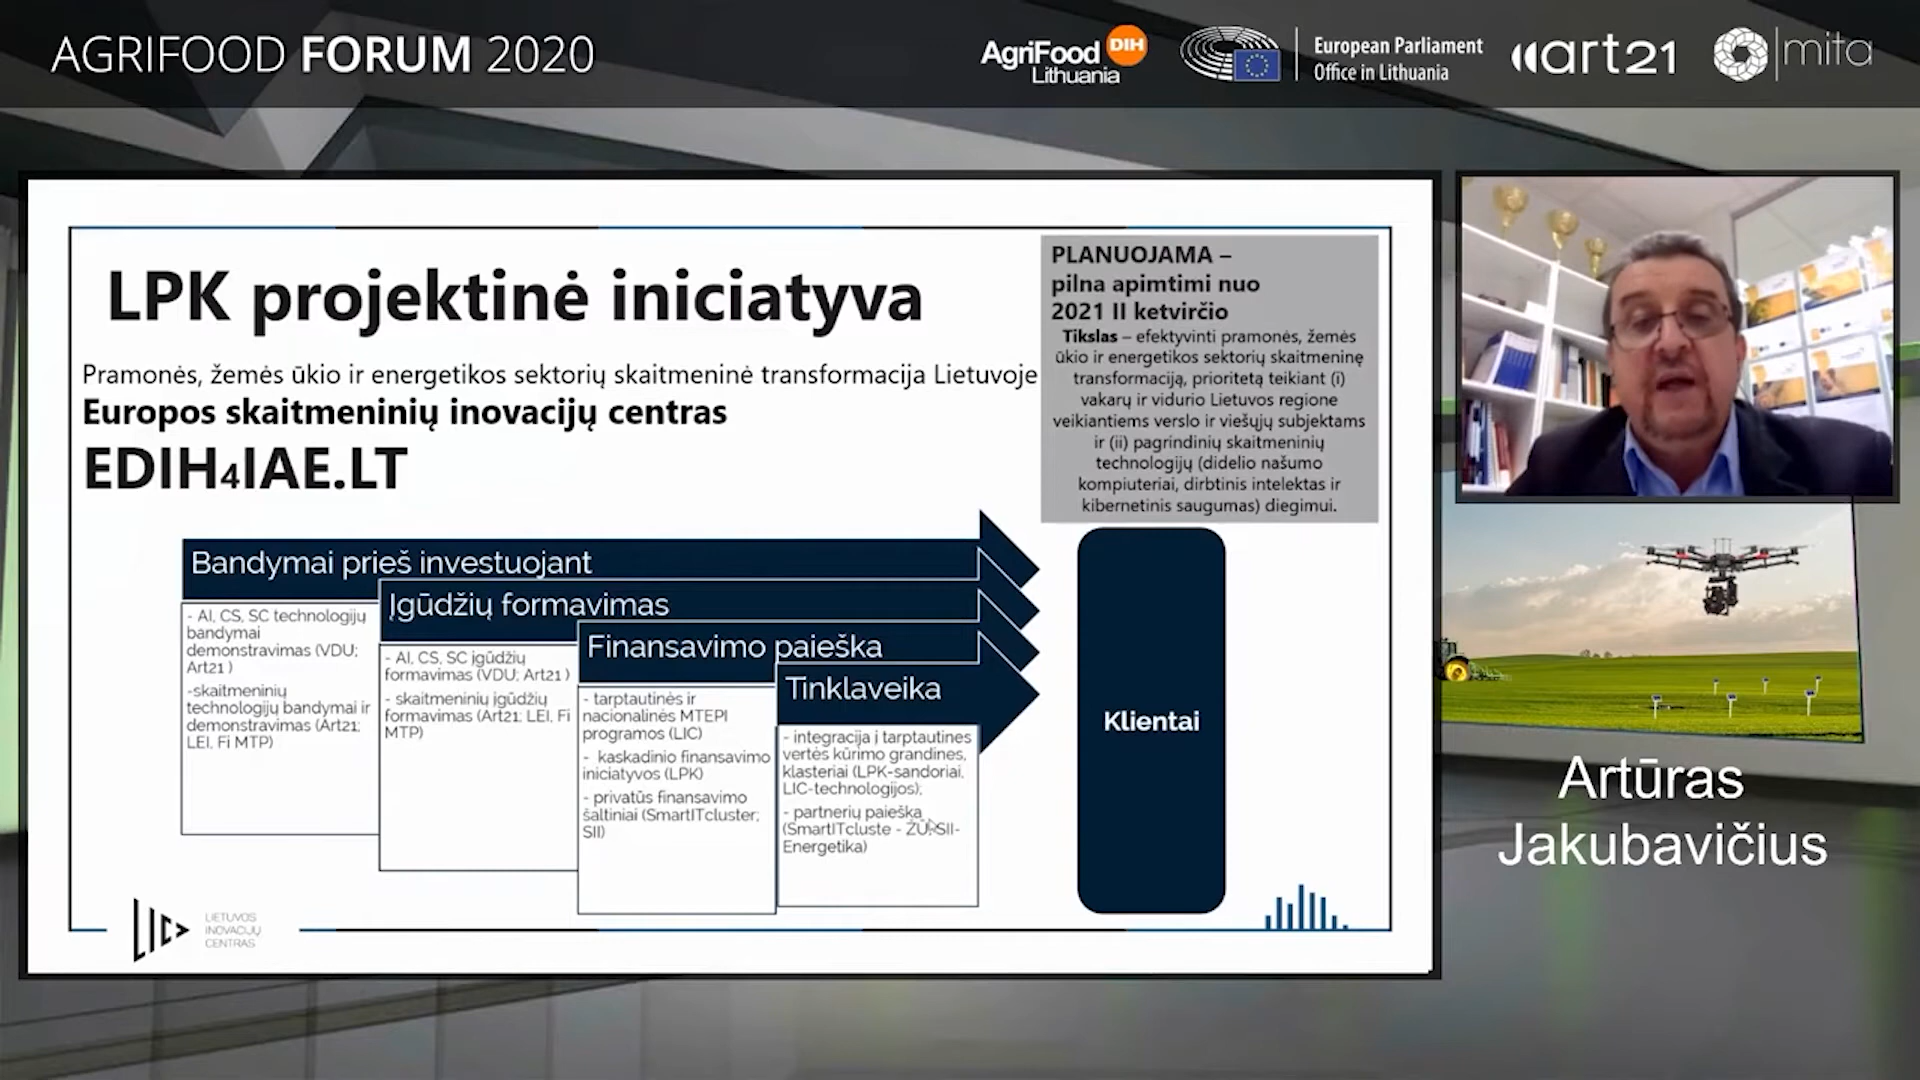 AGRIFOOD FORUM 2020
AgriFood DIH
Lithuania
European Parliament
Office in Lithuania
art21
mita
LPK projektinė iniciatyva
Pramonės, žemės ūkio ir energetikos sektorių skaitmeninė transformacija Lietuvoje
Europos skaitmeninių inovacijų centras
EDIH4IAE.LT
PLANUOJAMA –
pilna apimtimi nuo
2021 II ketvirčio
Tikslas – efektyvinti pramonės, žemės
ūkio ir energetikos sektorių skaitmeninę
transformaciją, prioritetą teikiant (i)
vakarų ir vidurio Lietuvos regione
veikiantiems verslo ir viešųjų subjektams
ir (ii) pagrindinių skaitmeninių
technologijų (didelio našumo
kompiuteriai, dirbtinis intelektas ir
kibernetinis saugumas) diegimui.
Bandymai prieš investuojant
- AI, CS, SC technologijų
bandymai
demonstravimas (VDU;
Art21 )
-skaitmeninių
technologijų bandymai ir
demonstravimas (Art21;
LEI, Fi MTP)
Įgūdžių formavimas
- AI, CS, SC įgūdžių
formavimas (VDU; Art21 )
- skaitmeninių įgūdžių
formavimas (Art21; LEI, Fi
MTP)
Finansavimo paieška
- tarptautinės ir
nacionalinės MTEPI
programos (LIC)
- kaskadinio finansavimo
iniciatyvos (LPK)
- privatūs finansavimo
šaltiniai (SmartITcluster;
SII)
Tinklaveika
- integracija į tarptautines
vertės kūrimo grandines,
klasteriai (LPK-sandoriai,
LIC-technologijos);
- partnerių paieška
(SmartITcluste - ŽŪ; SII-
Energetika)
Klientai
LIC
LIETUVOS
INOVACIJŲ
CENTRAS
Artūras
Jakubavičius